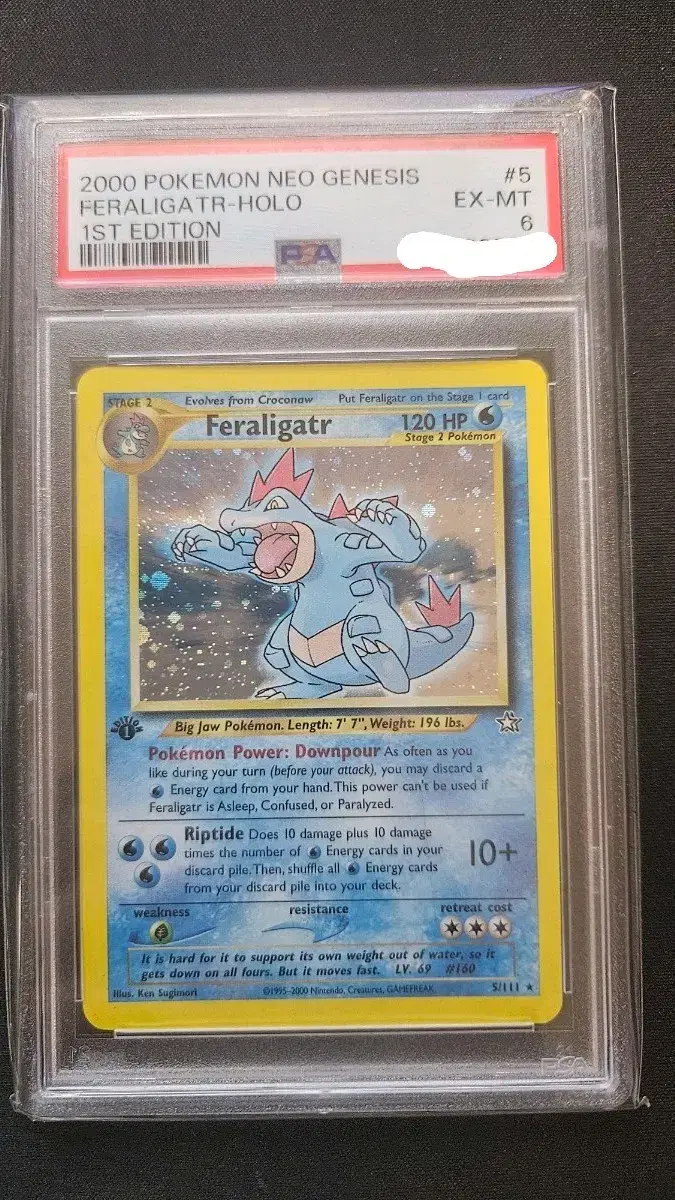 2000 POKEMON NEO GENESIS #5
FERALIGATR-HOLO EX-MT
1ST EDITION 6
PSA
STAGE 2 Evolves from Croconaw Put Feraligatr on the Stage 1 card
Feraligatr 120 HP
Stage 2 Pokémon
EDITION
1
Big Jaw Pokémon. Length: 7' 7", Weight: 196 lbs.
Pokémon Power: Downpour As often as you
like during your turn (before your attack), you may discard a
Energy card from your hand. This power can't be used if
Feraligatr is Asleep, Confused, or Paralyzed.
Riptide Does 10 damage plus 10 damage
times the number of Energy cards in your
discard pile. Then, shuffle all Energy cards
from your discard pile into your deck.
10+
weakness resistance retreat cost
It is hard for it to support its own weight out of water, so it
gets down on all fours. But it moves fast. LV. 69 #160
Illus. Ken Sugimori ©1995-2000 Nintendo, Creatures, GAMEFREAK. 5/111 ★
PSA